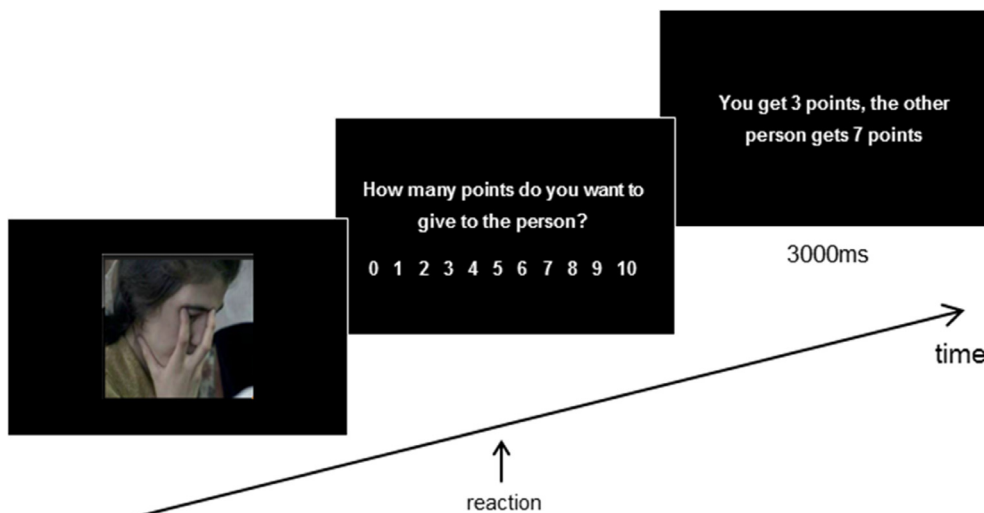 You get 3 points, the other
person gets 7 points
How many points do you want to
give to the person?
0 1 2 3 4 5 6 7 8 9 10
3000ms
time
reaction